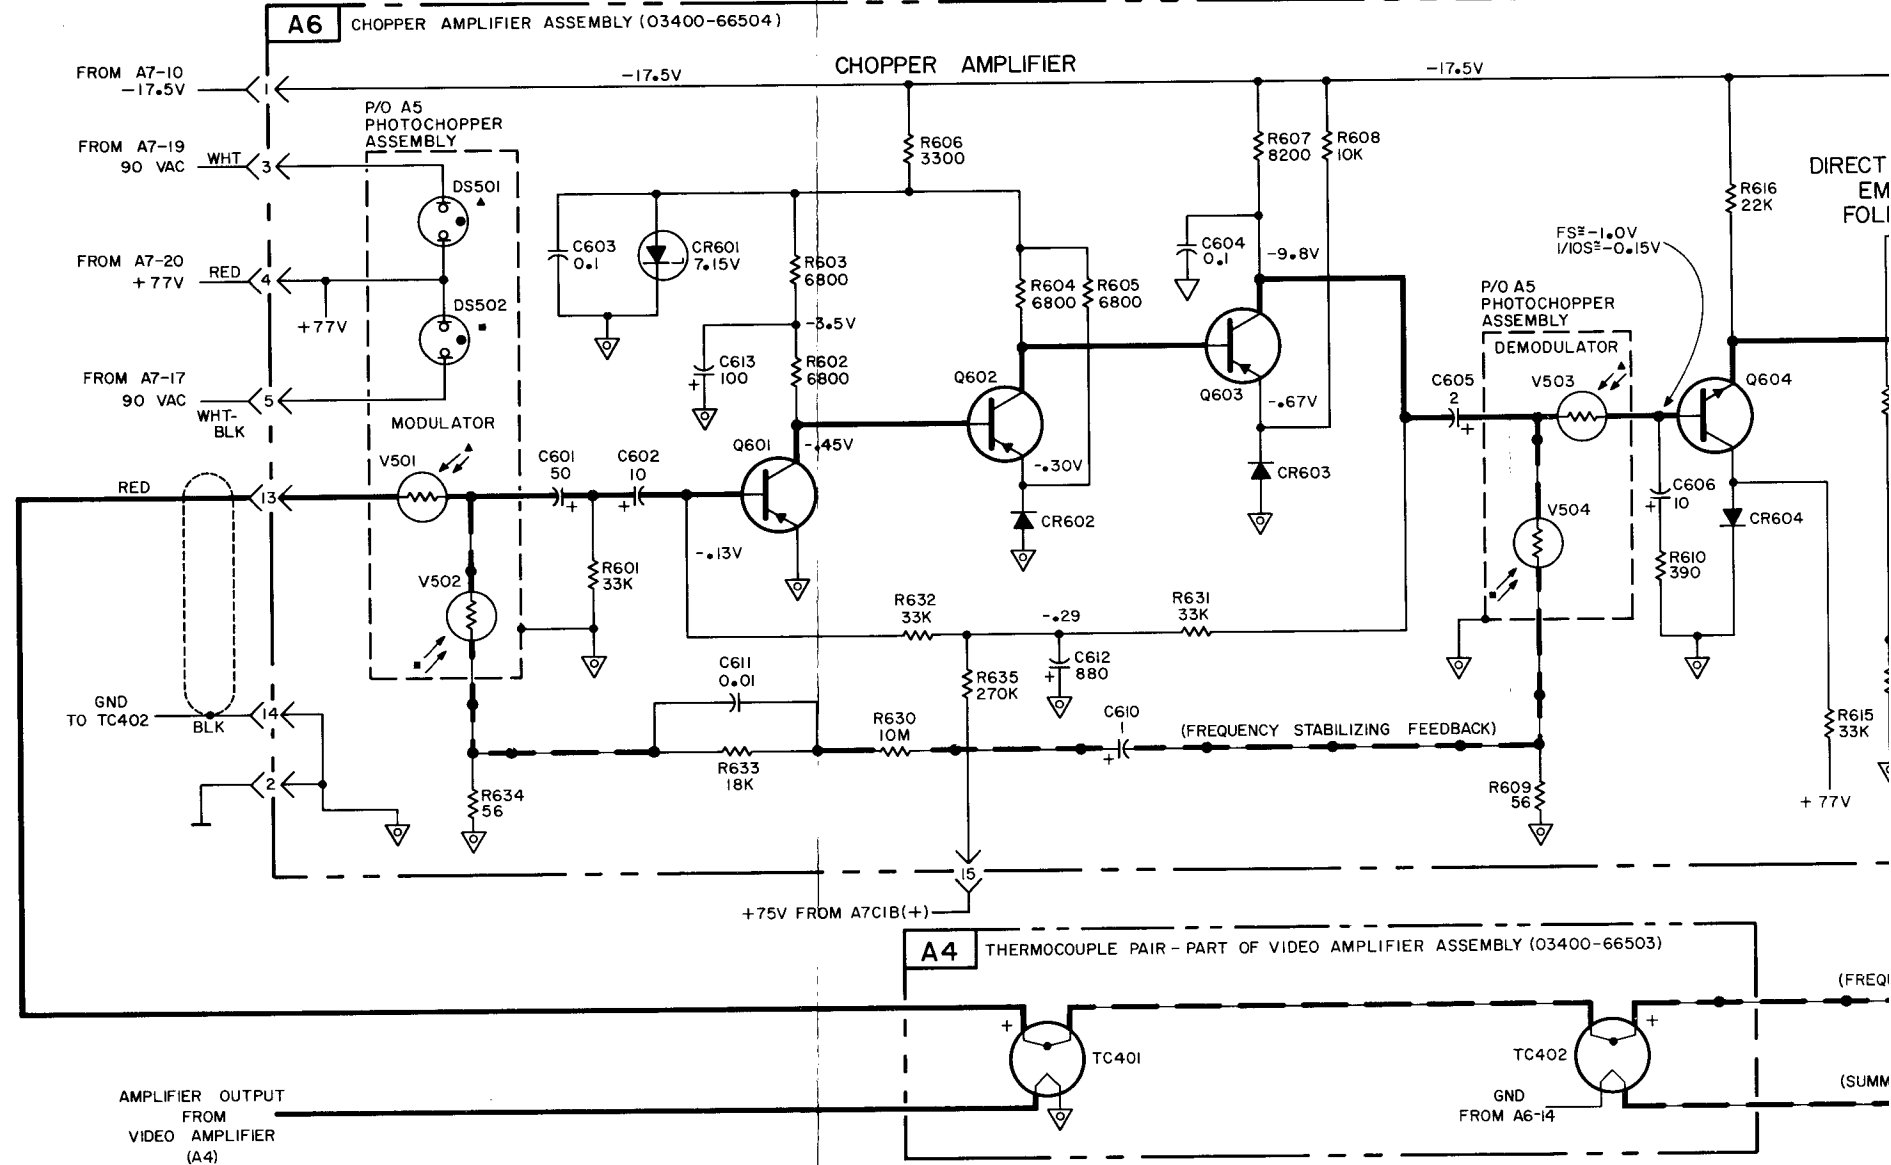 A6
CHOPPER AMPLIFIER ASSEMBLY (03400-66504)
CHOPPER AMPLIFIER
FROM A7-10
-17.5V
1
-17.5V
-17.5V
P/O A5
PHOTOCHOPPER
ASSEMBLY
FROM A7-19
90 VAC
WHT
3
DS501
R606
3300
R607
8200
R608
10K
DIRECT
EM
FOL
R616
22K
FROM A7-20
+77V
RED
4
+77V
DS502
C603
0.1
CR601
7.15V
R603
6800
-3.5V
R604
6800
R605
6800
C604
0.1
-9.8V
FS≅-1.0V
1/10S≅-0.15V
P/O A5
PHOTOCHOPPER
ASSEMBLY
DEMODULATOR
FROM A7-17
90 VAC
5
WHT-
BLK
C613
100
+
R602
6800
Q602
Q603
-.67V
C605
2
+
V503
Q604
MODULATOR
V501
Q601
-.45V
-.30V
CR603
RED
13
C601
50
+
C602
10
+
-.13V
CR602
V504
C606
10
+
CR604
V502
R601
33K
R610
390
R632
33K
-.29
R631
33K
C611
0.01
R635
270K
C612
880
+
GND
TO TC402
BLK
14
R630
10M
C610
+
(FREQUENCY STABILIZING FEEDBACK)
R615
33K
2
R633
18K
R634
56
R609
56
+77V
15
+75V FROM A7C1B(+)
A4
THERMOCOUPLE PAIR - PART OF VIDEO AMPLIFIER ASSEMBLY (03400-66503)
(FREQ
+
TC401
TC402
+
AMPLIFIER OUTPUT
FROM
VIDEO AMPLIFIER
(A4)
GND
FROM A6-14
(SUMM